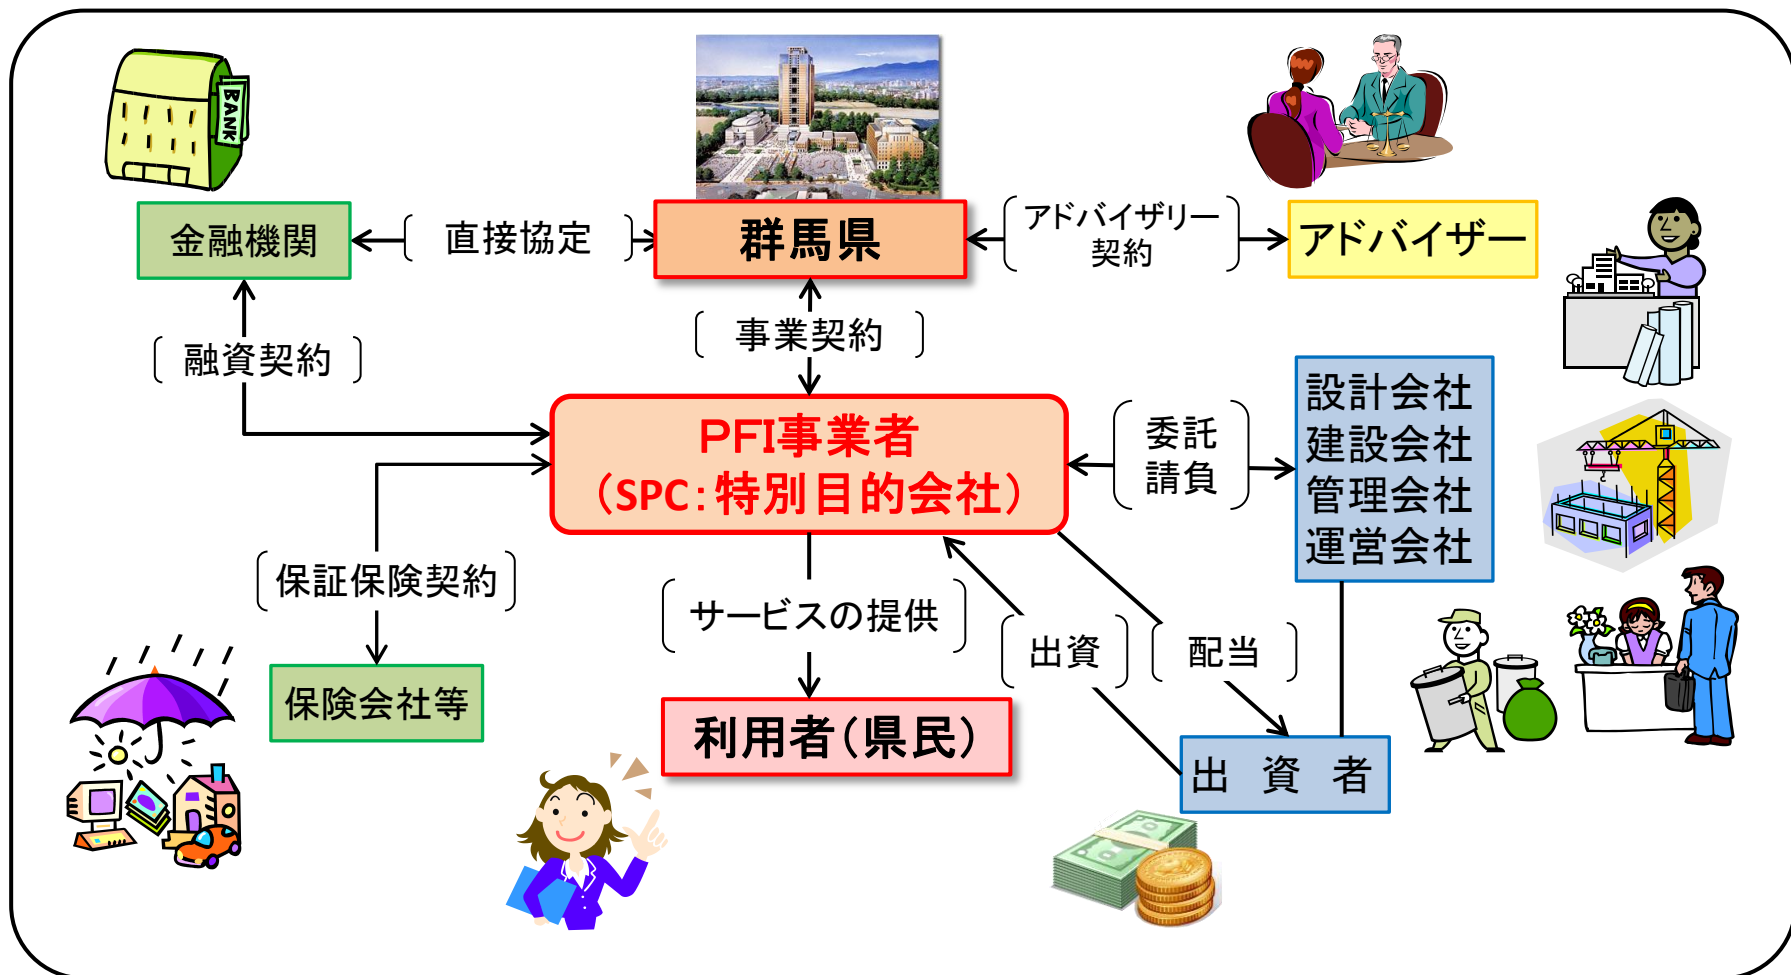 BANK
金融機関
直接協定
群馬県
アドバイザリー
契約
アドバイザー
融資契約
事業契約
PFI事業者
（SPC：特別目的会社）
委託
請負
設計会社
建設会社
管理会社
運営会社
保証保険契約
サービスの提供
出資
配当
保険会社等
利用者（県民）
出　資　者